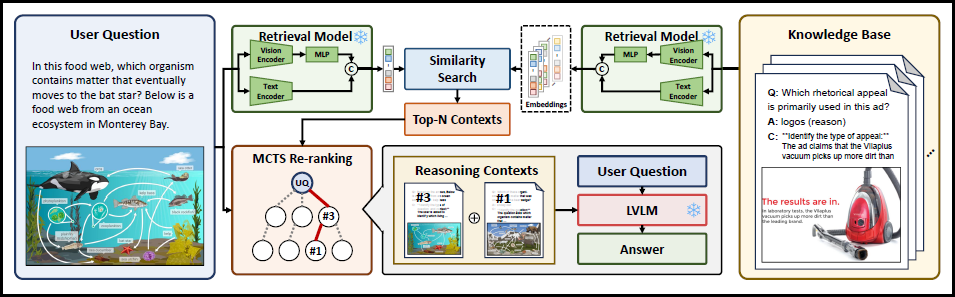 User Question
In this food web, which organism
contains matter that eventually
moves to the bat star? Below is a
food web from an ocean
ecosystem in Monterey Bay.
Retrieval Model
Vision
Encoder
MLP
Text
Encoder
C
Similarity
Search
Top-N Contexts
Embeddings
Retrieval Model
MLP
Vision
Encoder
C
Text
Encoder
Knowledge Base
Q: Which rhetorical appeal
is primarily used in this ad?
A: logos (reason)
C: **Identify the type of appeal:**
The ad claims that the Vilaplus
vacuum picks up more dirt than
The results are in.
In laboratory tests, the Vilaplus
vacuum picks up more dirt than
the leading brand.
...
MCTS Re-ranking
UQ
#3
#1
Reasoning Contexts
#3
#1
User Question
LVLM
Answer